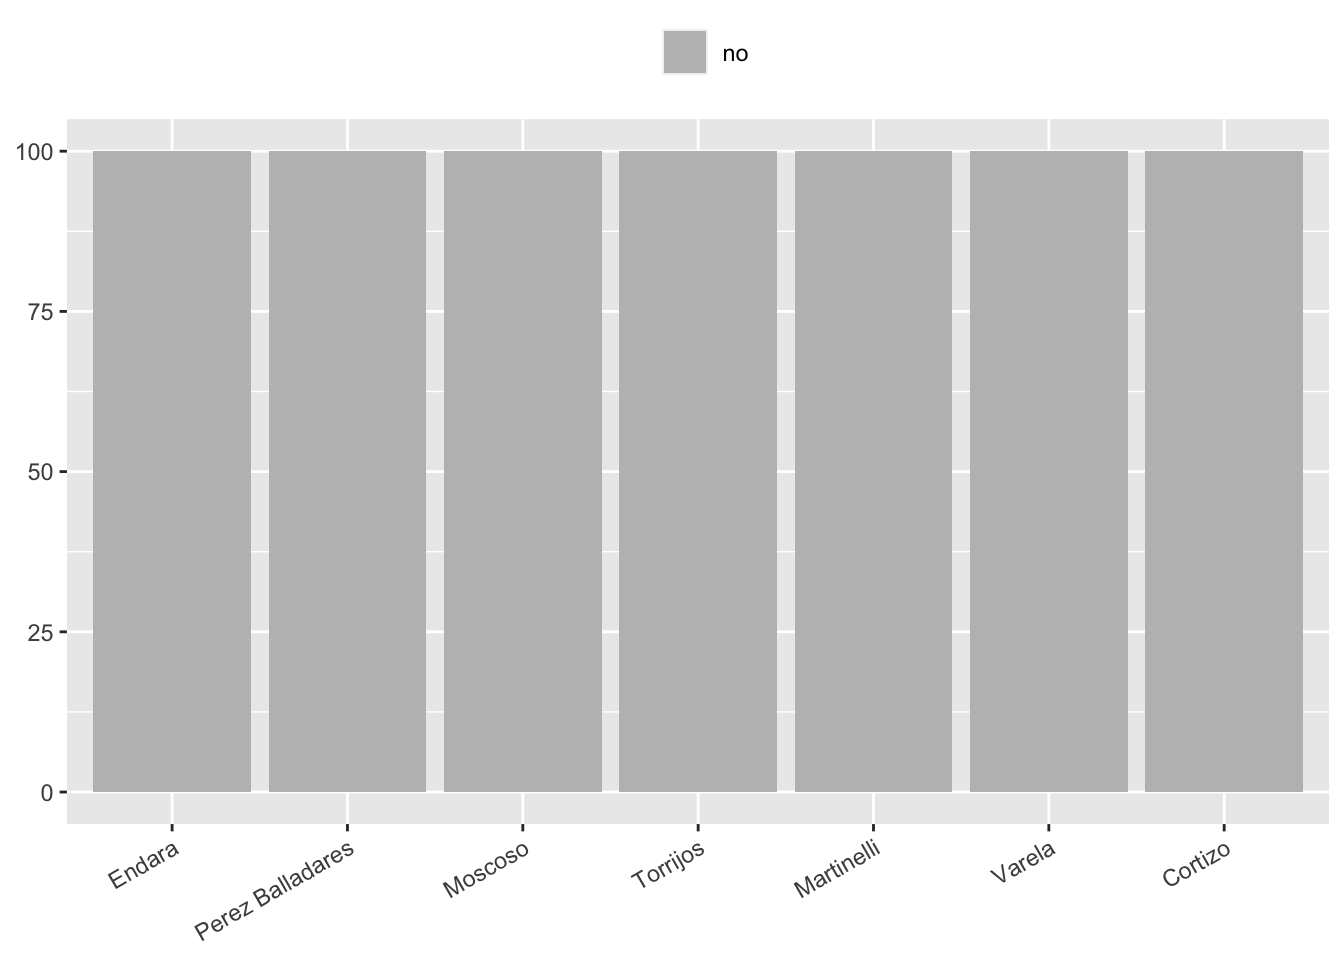 no
100
75
50
25
0
Endara
Perez Balladares
Moscoso
Torrijos
Martinelli
Varela
Cortizo